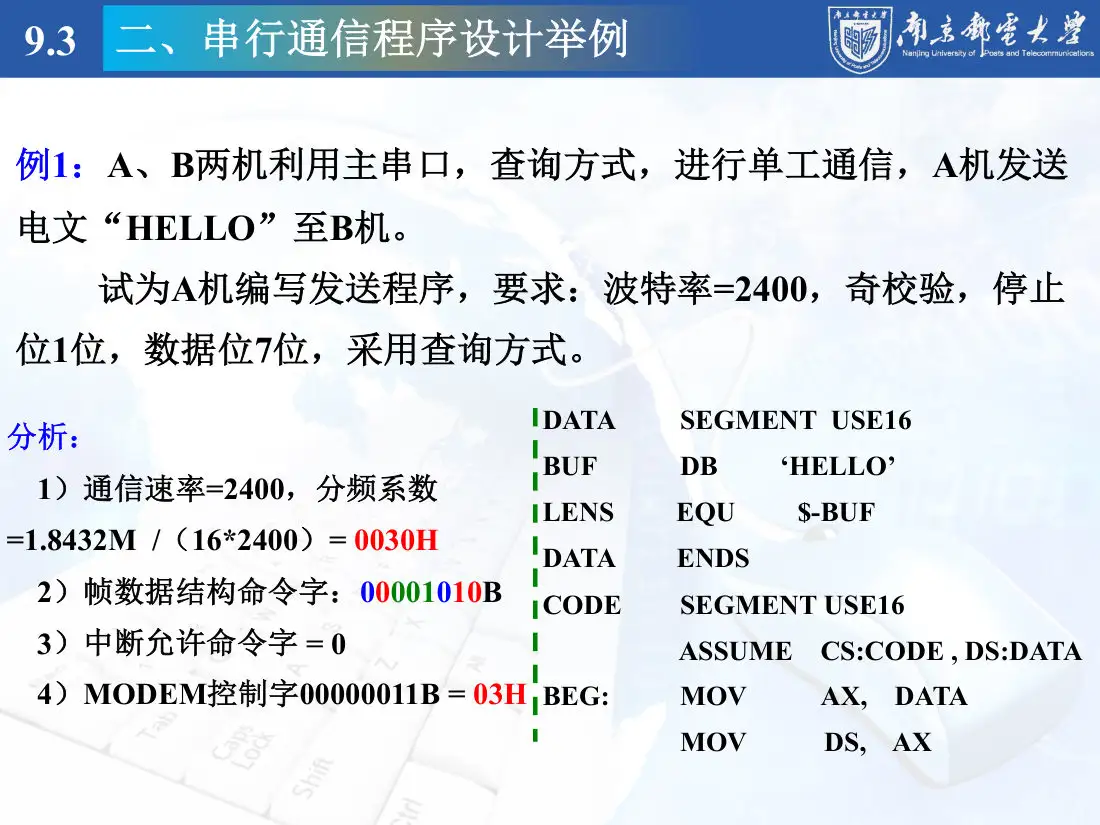 9.3 二、串行通信程序设计举例
南京邮电大学
Nanjing University of Posts and Telecommunications
例1：A、B两机利用主串口，查询方式，进行单工通信，A机发送
电文“HELLO”至B机。
试为A机编写发送程序，要求：波特率=2400，奇校验，停止
位1位，数据位7位，采用查询方式。
分析：
1）通信速率=2400，分频系数
=1.8432M /（16*2400）= 0030H
2）帧数据结构命令字：00001010B
3）中断允许命令字 = 0
4）MODEM控制字00000011B = 03H
DATA SEGMENT USE16
BUF DB ‘HELLO’
LENS EQU $-BUF
DATA ENDS
CODE SEGMENT USE16
ASSUME CS:CODE , DS:DATA
BEG: MOV AX, DATA
MOV DS, AX